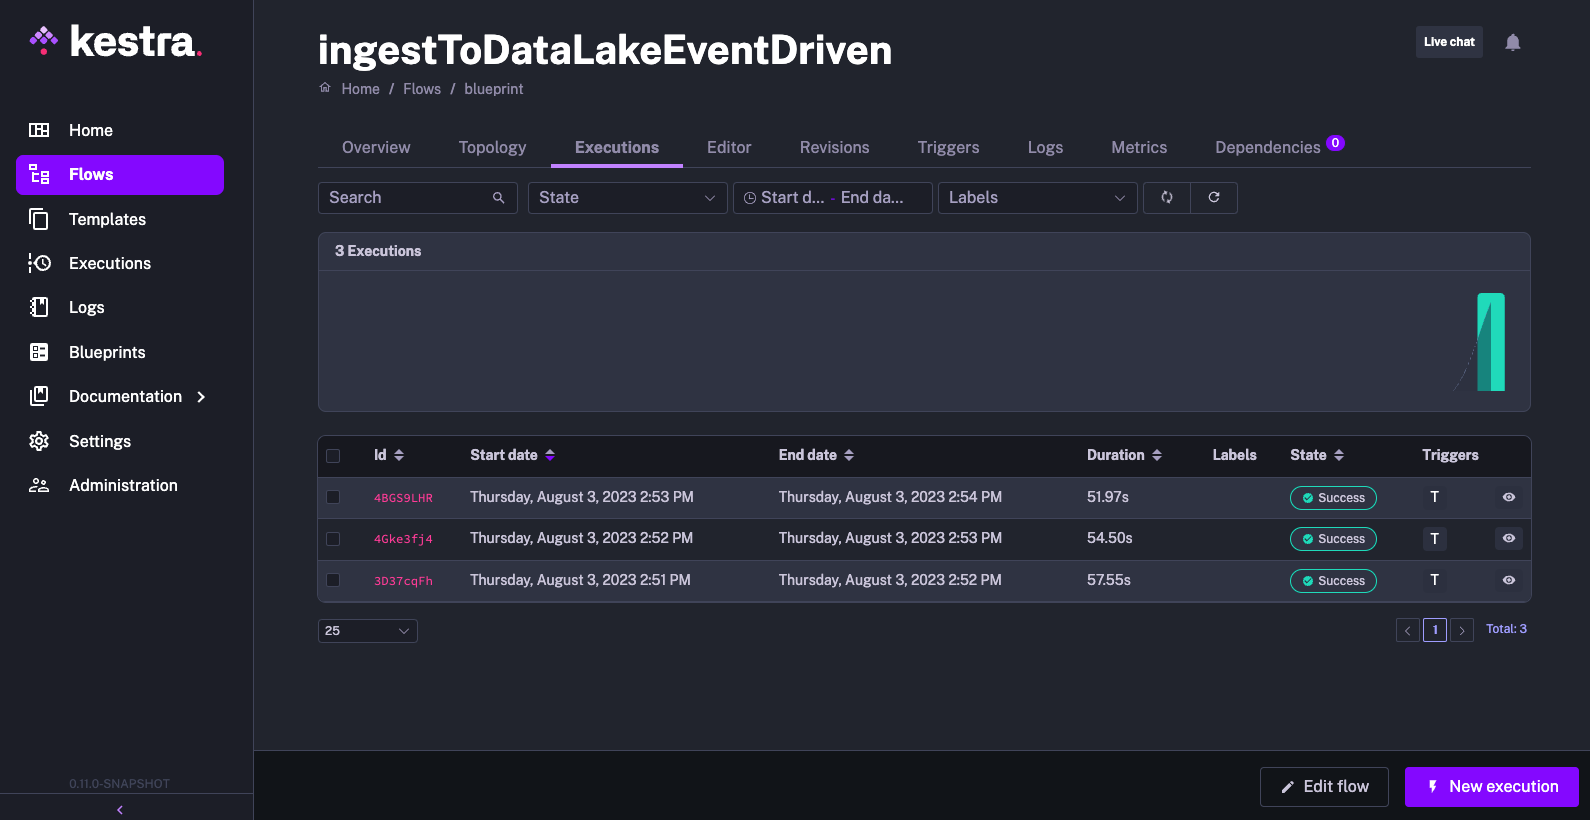 kestra.
Home
Flows
Templates
Executions
Logs
Blueprints
Documentation
Settings
Administration
0.11.0-SNAPSHOT
ingestToDataLakeEventDriven
Home / Flows / blueprint
Live chat
Overview Topology Executions Editor Revisions Triggers Logs Metrics Dependencies 0
Search State Start d... - End da... Labels
3 Executions
Id Start date End date Duration Labels State Triggers
4BGS9LHR Thursday, August 3, 2023 2:53 PM Thursday, August 3, 2023 2:54 PM 51.97s Success T
4Gke3fj4 Thursday, August 3, 2023 2:52 PM Thursday, August 3, 2023 2:53 PM 54.50s Success T
3D37cqFh Thursday, August 3, 2023 2:51 PM Thursday, August 3, 2023 2:52 PM 57.55s Success T
25 1 Total: 3
Edit flow New execution